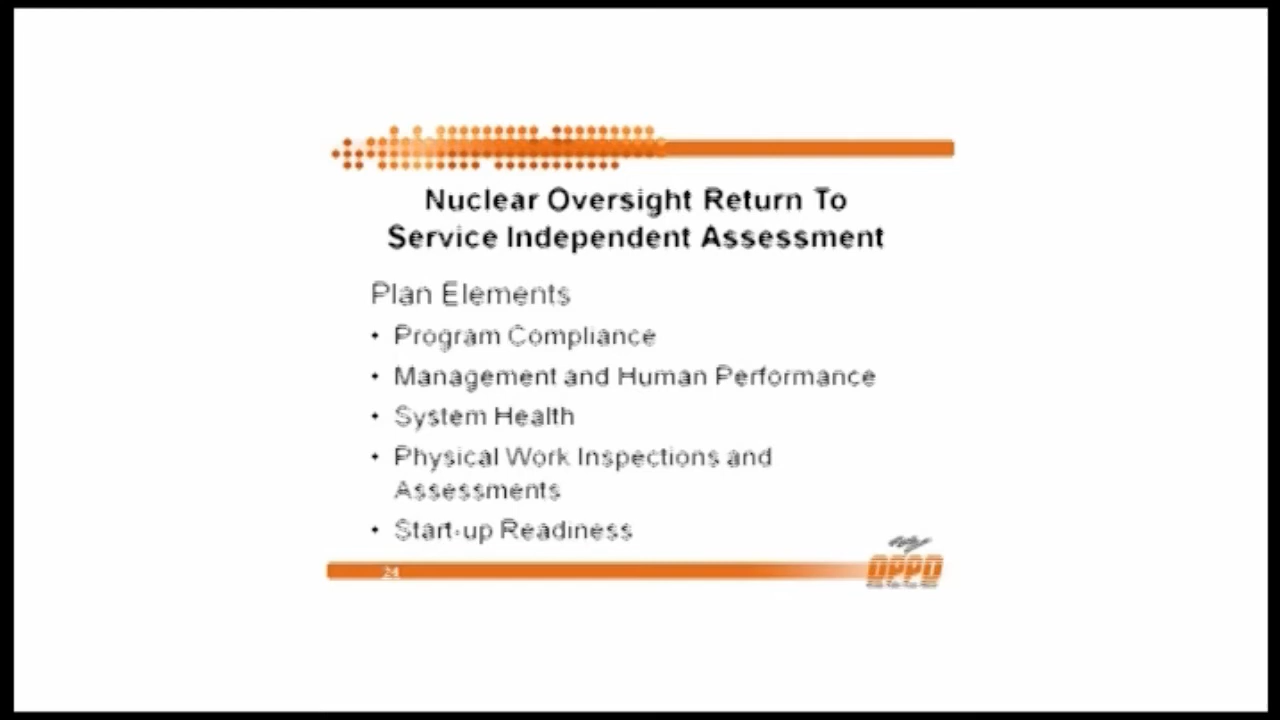 Nuclear Oversight Return To
Service Independent Assessment
Plan Elements
• Program Compliance
• Management and Human Performance
• System Health
• Physical Work Inspections and
Assessments
• Start-up Readiness
24
OPPD